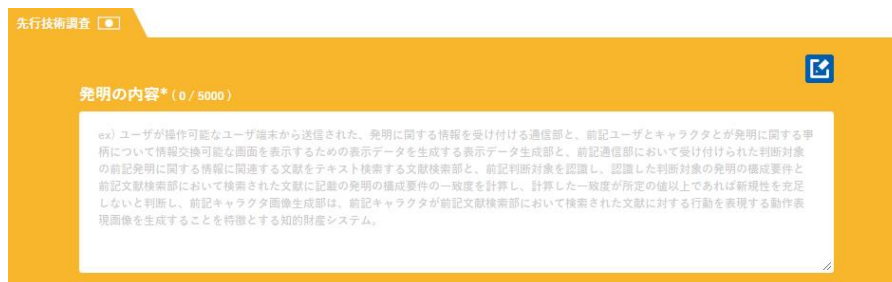 先行技術調査
発明の内容* ( 0 / 5000 )
ex) ユーザが操作可能なユーザ端末から送信された、発明に関する情報を受け付ける通信部と、前記ユーザとキャラクタとが発明に関する事
柄について情報交換可能な画面を表示するための表示データを生成する表示データ生成部と、前記通信部において受け付けられた判断対象
の前記発明に関する情報に関連する文献をテキスト検索する文献検索部と、前記判断対象を認識し、認識した判断対象の発明の構成要件と
前記文献検索部において検索された文献に記載の発明の構成要件の一致度を計算し、計算した一致度が所定の値以上であれば新規性を充足
しないと判断し、前記キャラクタ画像生成部は、前記キャラクタが前記文献検索部において検索された文献に対する行動を表現する動作表
現画像を生成することを特徴とする知的財産システム。